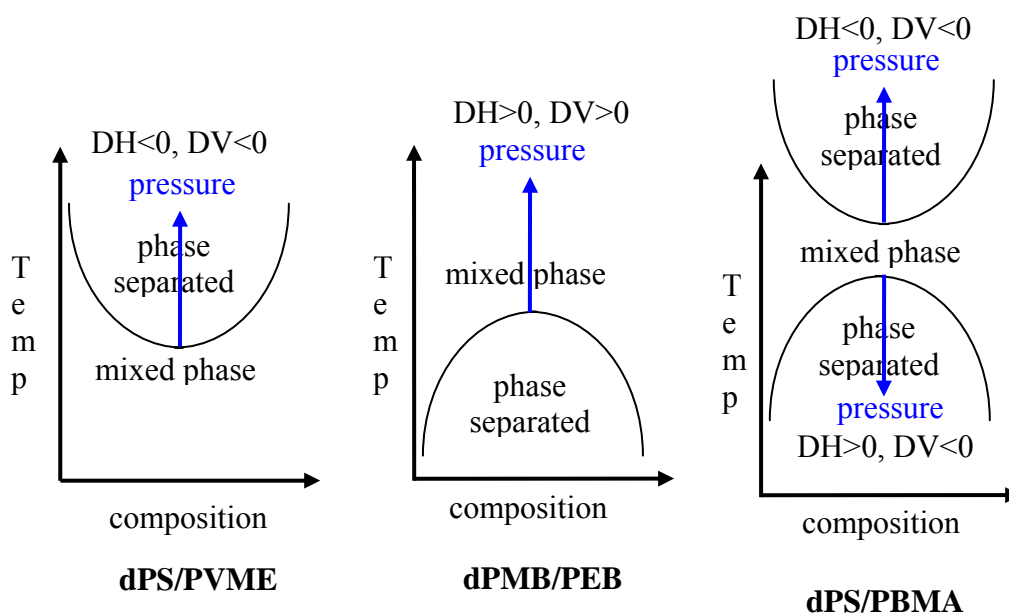 DH<0, DV<0
pressure
phase
separated
mixed phase
T
e
m
p
composition
dPS/PVME
DH>0, DV>0
pressure
mixed phase
phase
separated
T
e
m
p
composition
dPMB/PEB
DH<0, DV<0
pressure
phase
separated
mixed phase
phase
separated
pressure
DH>0, DV<0
T
e
m
p
composition
dPS/PBMA